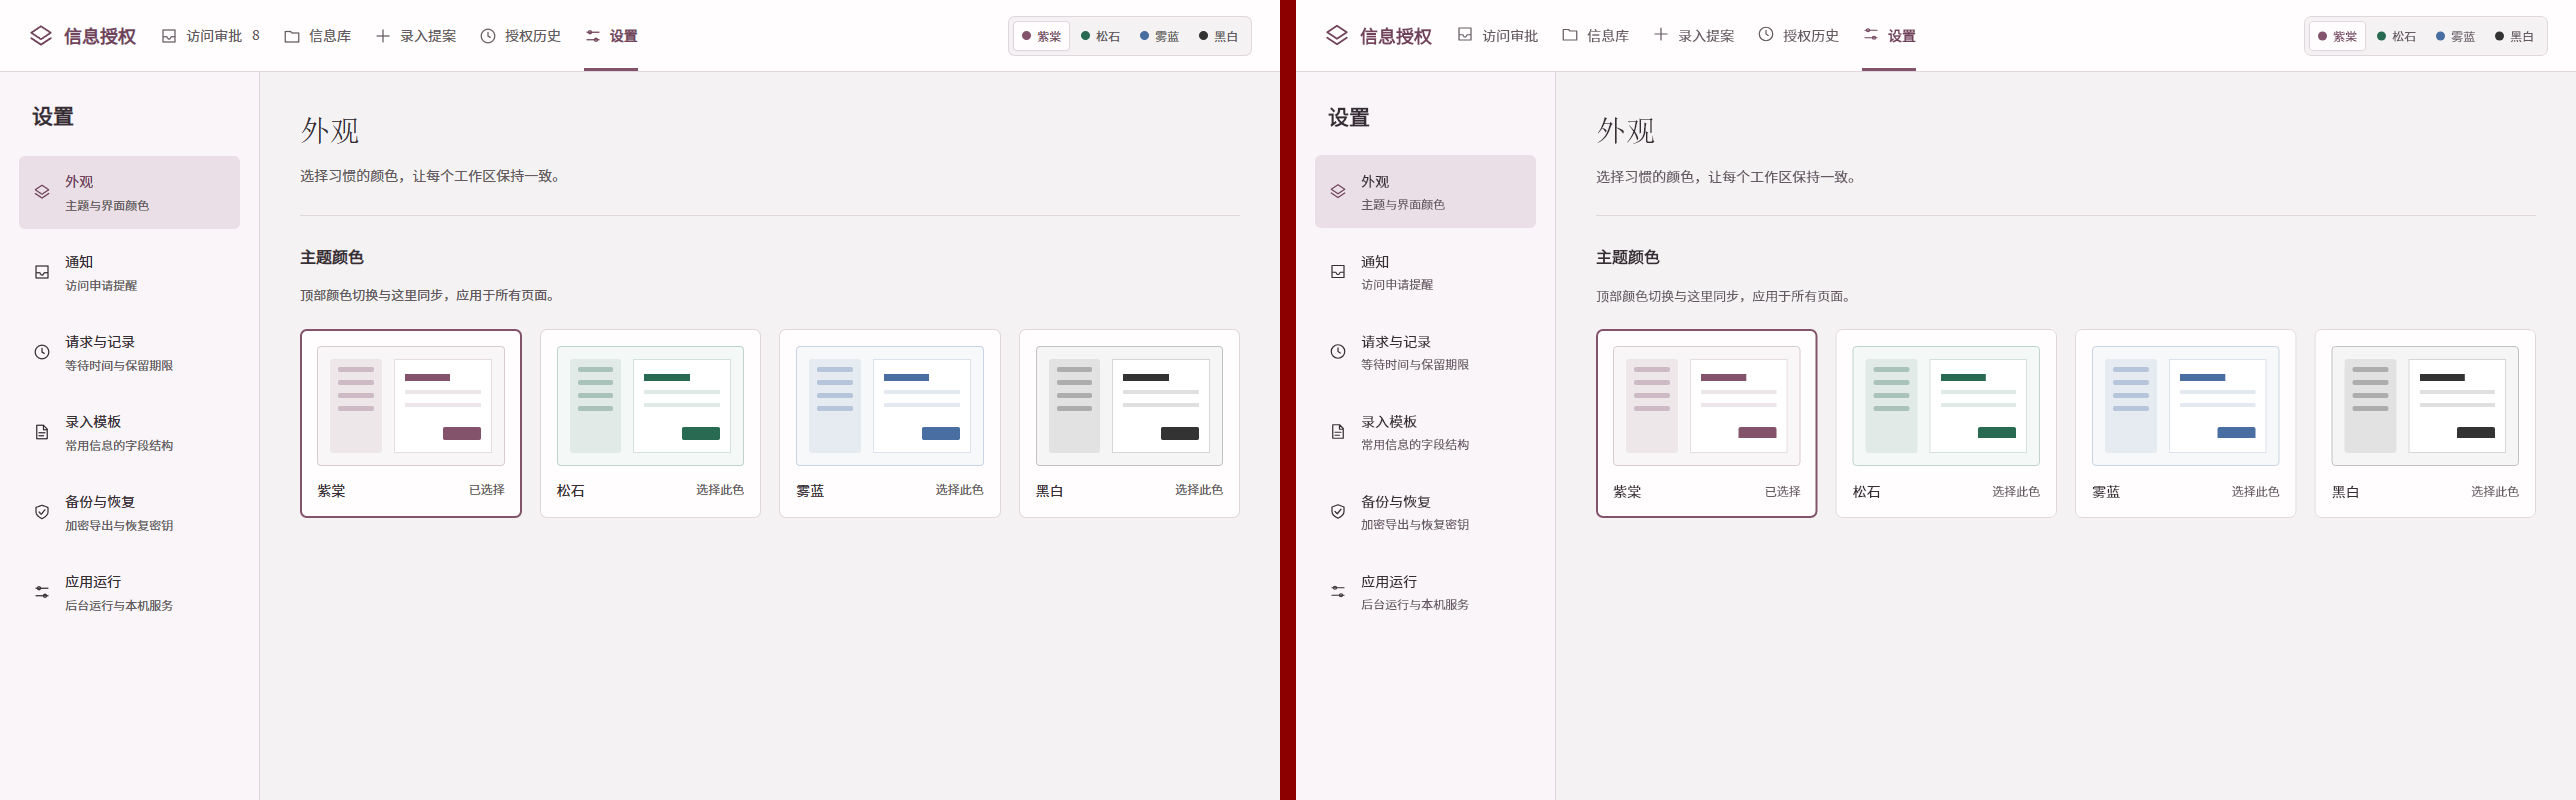 信息授权 访问审批 8 信息库 录入提案 授权历史 设置 紫棠 松石 雾蓝 黑白
设置
外观
主题与界面颜色
通知
访问申请提醒
请求与记录
等待时间与保留期限
录入模板
常用信息的字段结构
备份与恢复
加密导出与恢复密钥
应用运行
后台运行与本机服务
外观
选择习惯的颜色，让每个工作区保持一致。
主题颜色
顶部颜色切换与这里同步，应用于所有页面。
紫棠 已选择 松石 选择此色 雾蓝 选择此色 黑白 选择此色
信息授权 访问审批 信息库 录入提案 授权历史 设置 紫棠 松石 雾蓝 黑白
设置
外观
主题与界面颜色
通知
访问申请提醒
请求与记录
等待时间与保留期限
录入模板
常用信息的字段结构
备份与恢复
加密导出与恢复密钥
应用运行
后台运行与本机服务
外观
选择习惯的颜色，让每个工作区保持一致。
主题颜色
顶部颜色切换与这里同步，应用于所有页面。
紫棠 已选择 松石 选择此色 雾蓝 选择此色 黑白 选择此色